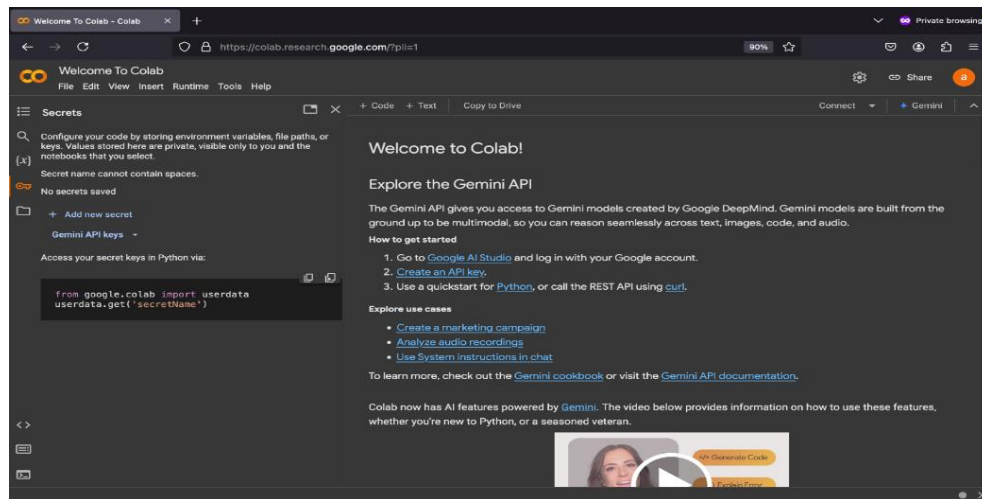 Welcome To Colab - Colab
Private browsing
https://colab.research.google.com/?pli=1
90%
Welcome To Colab
File Edit View Insert Runtime Tools Help
Share
a
Secrets
+ Code + Text Copy to Drive
Connect
Gemini
Configure your code by storing environment variables, file paths, or
keys. Values stored here are private, visible only to you and the
notebooks that you select.
Secret name cannot contain spaces.
No secrets saved
+ Add new secret
Gemini API keys
Access your secret keys in Python via:
from google.colab import userdata
userdata.get('secretName')
Welcome to Colab!
Explore the Gemini API
The Gemini API gives you access to Gemini models created by Google DeepMind. Gemini models are built from the
ground up to be multimodal, so you can reason seamlessly across text, images, code, and audio.
How to get started
1. Go to Google AI Studio and log in with your Google account.
2. Create an API key.
3. Use a quickstart for Python, or call the REST API using curl.
Explore use cases
• Create a marketing campaign
• Analyze audio recordings
• Use System instructions in chat
To learn more, check out the Gemini cookbook or visit the Gemini API documentation.
Colab now has AI features powered by Gemini. The video below provides information on how to use these features,
whether you're new to Python, or a seasoned veteran.
</> Generate Code
Explain Error